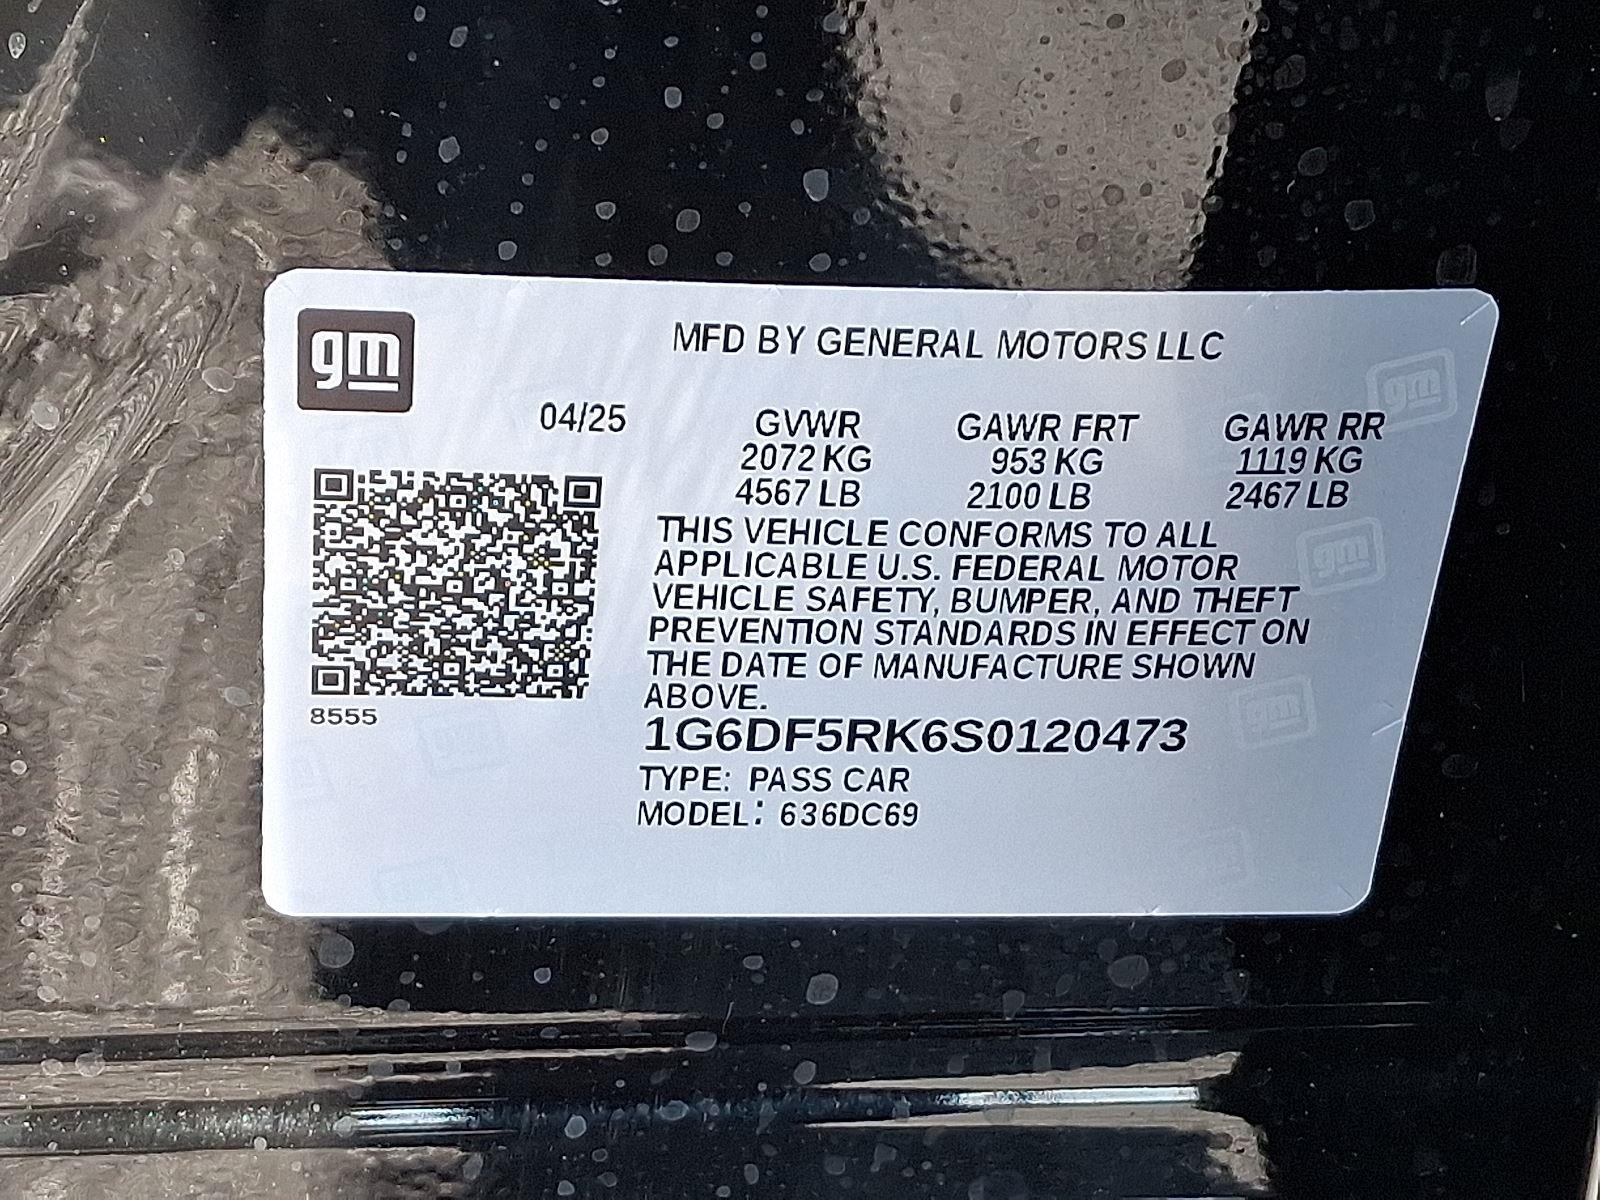 gm
MFD BY GENERAL MOTORS LLC
04/25
GVWR GAWR FRT GAWR RR
2072 KG 953 KG 1119 KG
4567 LB 2100 LB 2467 LB
THIS VEHICLE CONFORMS TO ALL
APPLICABLE U.S. FEDERAL MOTOR
VEHICLE SAFETY, BUMPER, AND THEFT
PREVENTION STANDARDS IN EFFECT ON
THE DATE OF MANUFACTURE SHOWN
ABOVE.
8555
1G6DF5RK6S0120473
TYPE: PASS CAR
MODEL: 636DC69